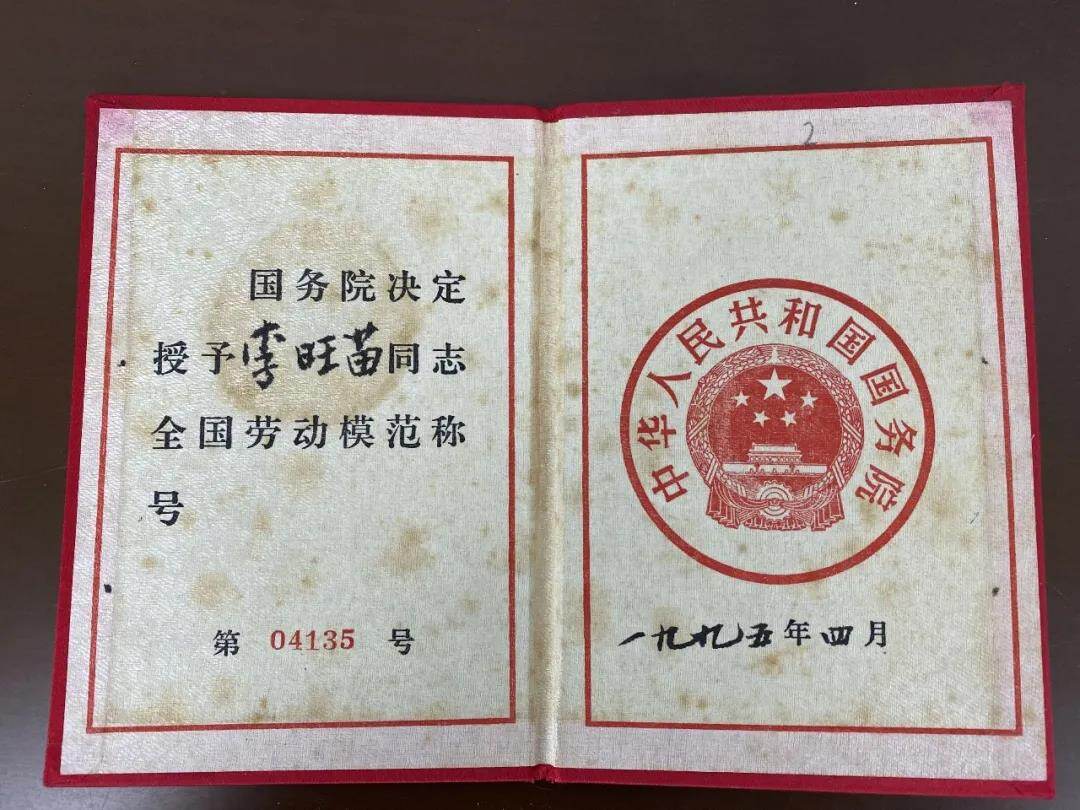 国务院决定
授予李旺苗同志
全国劳动模范称
号
第 04135 号
2
中华人民共和国国务院
一九九五年四月